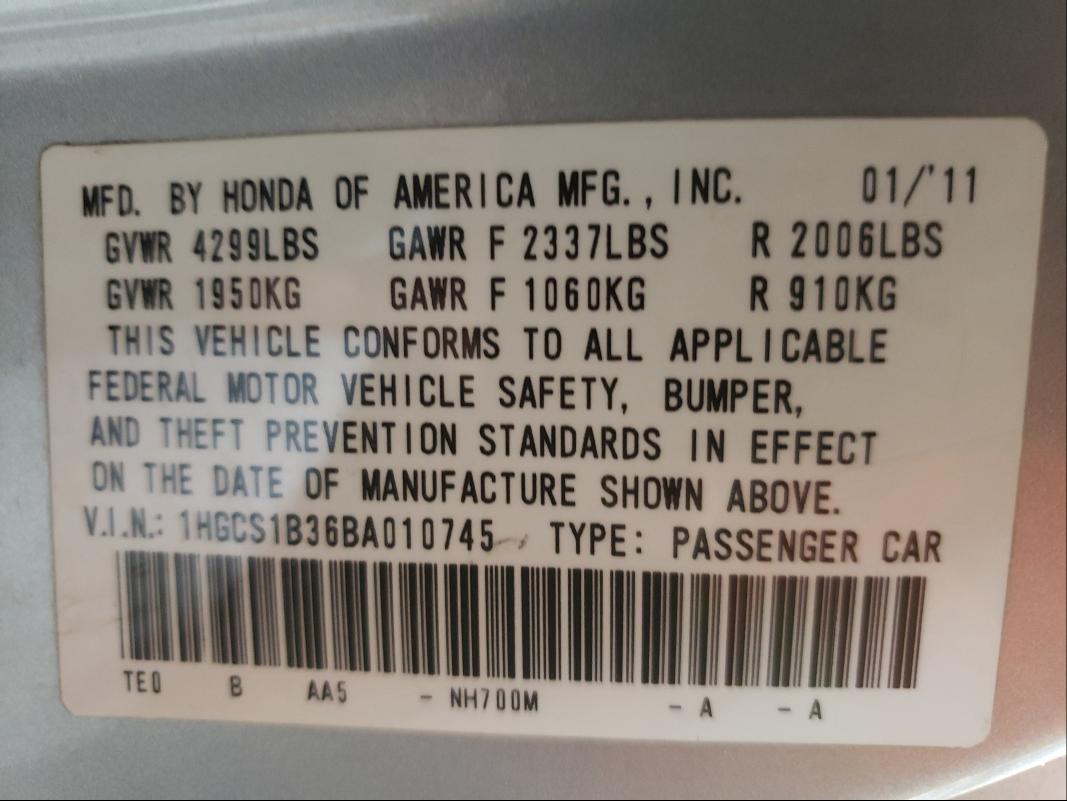 MFD. BY HONDA OF AMERICA MFG., INC. 01/'11
GVWR 4299LBS GAWR F 2337LBS R 2006LBS
GVWR 1950KG GAWR F 1060KG R 910KG
THIS VEHICLE CONFORMS TO ALL APPLICABLE
FEDERAL MOTOR VEHICLE SAFETY, BUMPER,
AND THEFT PREVENTION STANDARDS IN EFFECT
ON THE DATE OF MANUFACTURE SHOWN ABOVE.
V.I.N.: 1HGCS1B36BA010745 TYPE: PASSENGER CAR
TE0 B AA5 - NH700M - A - A